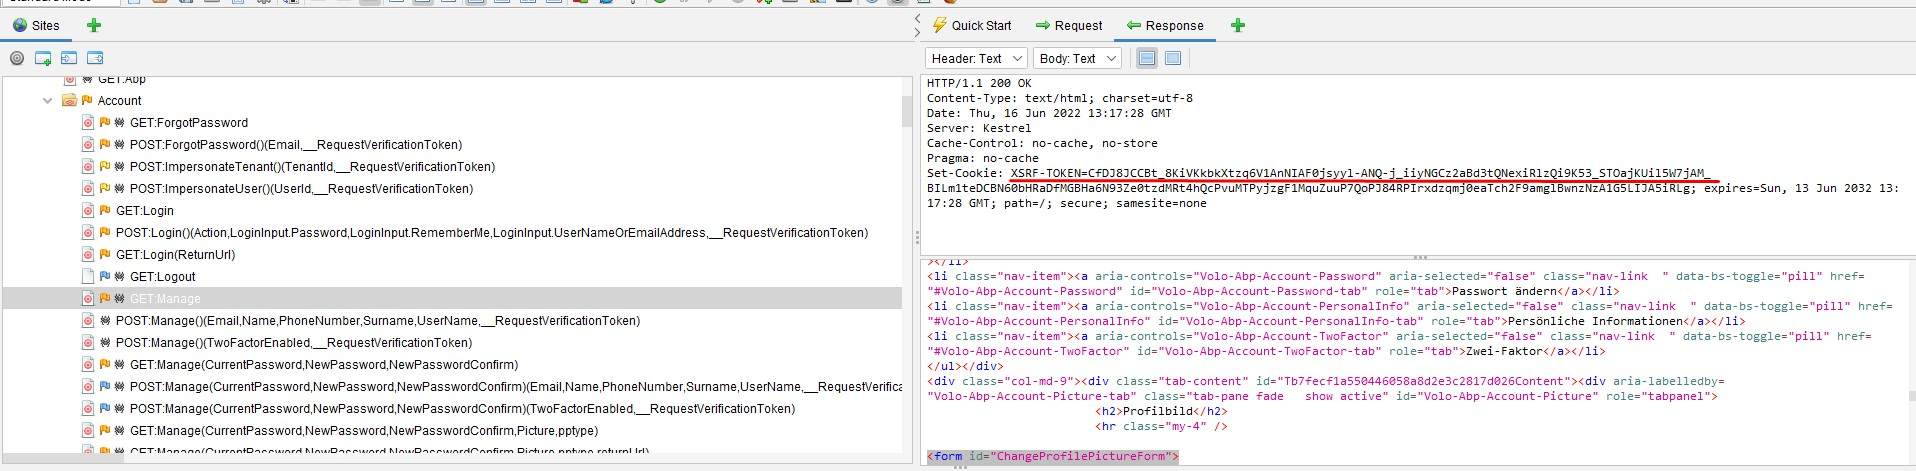 Sites
GET:App
Account
GET:ForgotPassword
POST:ForgotPassword()(Email,__RequestVerificationToken)
POST:ImpersonateTenant()(TenantId,__RequestVerificationToken)
POST:ImpersonateUser()(UserId,__RequestVerificationToken)
GET:Login
POST:Login()(Action,LoginInput.Password,LoginInput.RememberMe,LoginInput.UserNameOrEmailAddress,__RequestVerificationToken)
GET:Login(ReturnUrl)
GET:Logout
GET:Manage
POST:Manage()(Email,Name,PhoneNumber,Surname,UserName,__RequestVerificationToken)
POST:Manage()(TwoFactorEnabled,__RequestVerificationToken)
GET:Manage(CurrentPassword,NewPassword,NewPasswordConfirm)
POST:Manage(CurrentPassword,NewPassword,NewPasswordConfirm)(Email,Name,PhoneNumber,Surname,UserName,__RequestVerifica
POST:Manage(CurrentPassword,NewPassword,NewPasswordConfirm)(TwoFactorEnabled,__RequestVerificationToken)
GET:Manage(CurrentPassword,NewPassword,NewPasswordConfirm,Picture,pptype)
GET:Manage(CurrentPassword,NewPassword,NewPasswordConfirm,Picture,pptype,returnUrl)
Quick Start Request Response
Header: Text Body: Text
HTTP/1.1 200 OK
Content-Type: text/html; charset=utf-8
Date: Thu, 16 Jun 2022 13:17:28 GMT
Server: Kestrel
Cache-Control: no-cache, no-store
Pragma: no-cache
Set-Cookie: XSRF-TOKEN=CfDJ8JCCBt_8KiVKkbkXtzq6V1AnNIAF0jsyyl-ANQ-j_iiyNGCz2aBd3tQNexiRlzQi9K53_STOajKUil5W7jAM_
BILm1teDCBN60bHRaDfMGBHa6N93Ze0tzdMRt4hQcPvuMTPyjzgF1MquZuuP7QoPJ84RPIrxdzqmj0eaTch2F9amglBwnzNzA1G5LIJA5iRLg; expires=Sun, 13 Jun 2032 13:
17:28 GMT; path=/; secure; samesite=none
></li>
<li class="nav-item"><a aria-controls="Volo-Abp-Account-Password" aria-selected="false" class="nav-link  " data-bs-toggle="pill" href=
"#Volo-Abp-Account-Password" id="Volo-Abp-Account-Password-tab" role="tab">Passwort ändern</a></li>
<li class="nav-item"><a aria-controls="Volo-Abp-Account-PersonalInfo" aria-selected="false" class="nav-link  " data-bs-toggle="pill" href=
"#Volo-Abp-Account-PersonalInfo" id="Volo-Abp-Account-PersonalInfo-tab" role="tab">Persönliche Informationen</a></li>
<li class="nav-item"><a aria-controls="Volo-Abp-Account-TwoFactor" aria-selected="false" class="nav-link  " data-bs-toggle="pill" href=
"#Volo-Abp-Account-TwoFactor" id="Volo-Abp-Account-TwoFactor-tab" role="tab">Zwei-Faktor</a></li>
</ul></div>
<div class="col-md-9"><div class="tab-content" id="Tb7fecf1a550446058a8d2e3c2817d026Content"><div aria-labelledby=
"Volo-Abp-Account-Picture-tab" class="tab-pane fade   show active" id="Volo-Abp-Account-Picture" role="tabpanel">
<h2>Profilbild</h2>
<hr class="my-4" />
<form id="ChangeProfilePictureForm">